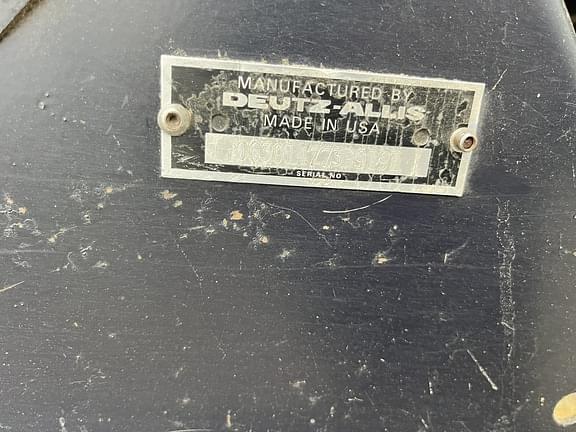 MANUFACTURED BY
DEUTZ-ALLIS
MADE IN USA
SERIAL NO